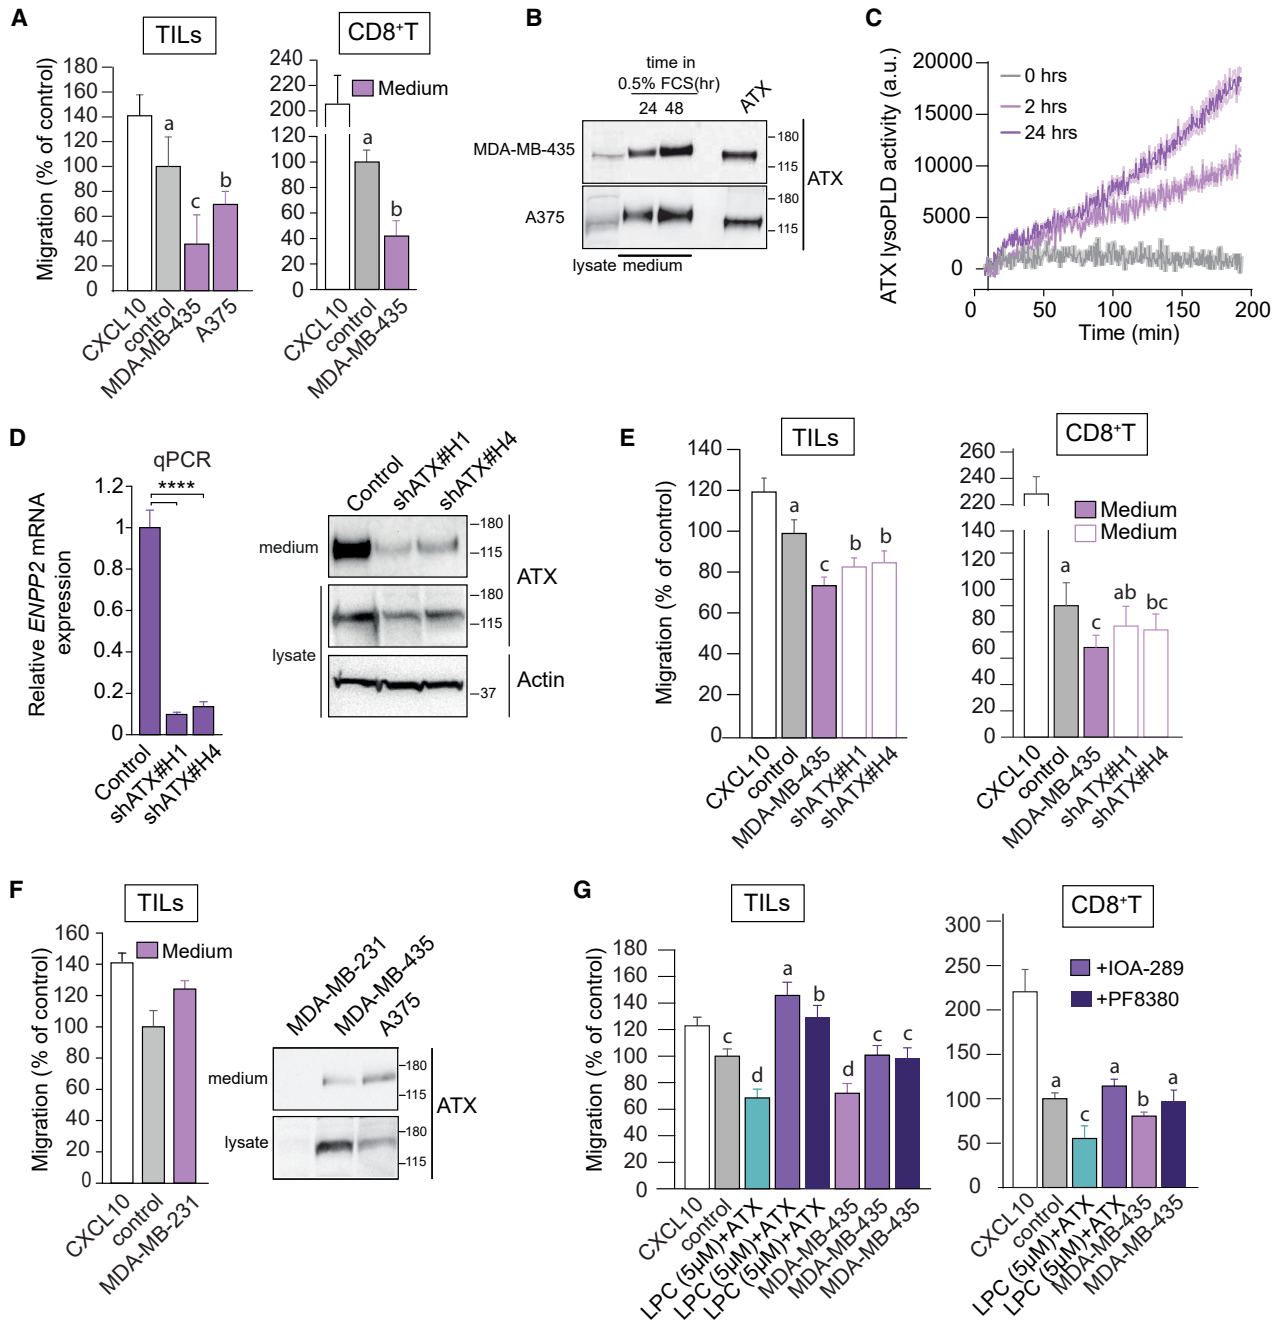 A
TILs
CD8+T
Migration (% of control)
180
160
140
120
100
80
60
40
20
0
a
c
b
CXCL10
control
MDA-MB-435
A375
240
220
200
120
100
80
60
40
20
0
Medium
a
b
CXCL10
control
MDA-MB-435
B
time in
0.5% FCS(hr)
24 48
ATX
MDA-MB-435
180
115
A375
180
115
ATX
lysate medium
C
ATX lysoPLD activity (a.u.)
20000
15000
10000
5000
0
0 hrs
2 hrs
24 hrs
0 50 100 150 200
Time (min)
D
qPCR
****
Relative ENPP2 mRNA
expression
1.2
1
0.8
0.6
0.4
0.2
0
Control
shATX#H1
shATX#H4
Control
shATX#H1
shATX#H4
medium
180
115
ATX
180
115
lysate
Actin
37
E
TILs
Migration (% of control)
140
120
100
80
60
40
20
0
a
c
b
b
CXCL10
control
MDA-MB-435
shATX#H1
shATX#H4
CD8+T
260
240
220
140
120
100
80
60
40
20
0
Medium
Medium
a
c
ab
bc
CXCL10
control
MDA-MB-435
shATX#H1
shATX#H4
F
TILs
Migration (% of control)
160
140
120
100
80
60
40
20
0
Medium
CXCL10
control
MDA-MB-231
MDA-MB-231
MDA-MB-435
A375
medium
180
115
ATX
lysate
180
115
G
TILs
Migration (% of control)
180
160
140
120
100
80
60
40
20
0
c
d
a
b
d
c
c
CXCL10
control
LPC (5µM)+ATX
LPC (5µM)+ATX
LPC (5µM)+ATX
MDA-MB-435
MDA-MB-435
MDA-MB-435
CD8+T
300
250
200
150
100
50
0
+IOA-289
+PF8380
a
c
a
b
a
CXCL10
control
LPC (5µM)+ATX
LPC (5µM)+ATX
MDA-MB-435
MDA-MB-435